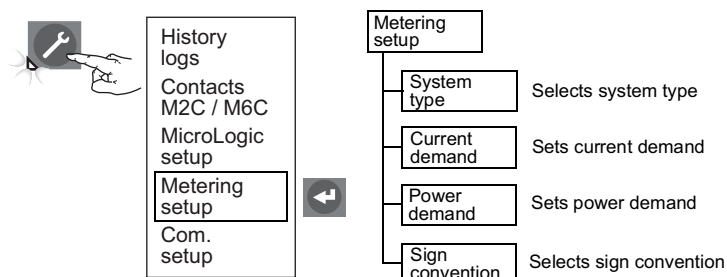 History
logs
Contacts
M2C / M6C
MicroLogic
setup
Metering
setup
Com.
setup
Metering
setup
System
type
Selects system type
Current
demand
Sets current demand
Power
demand
Sets power demand
Sign
convention
Selects sign convention